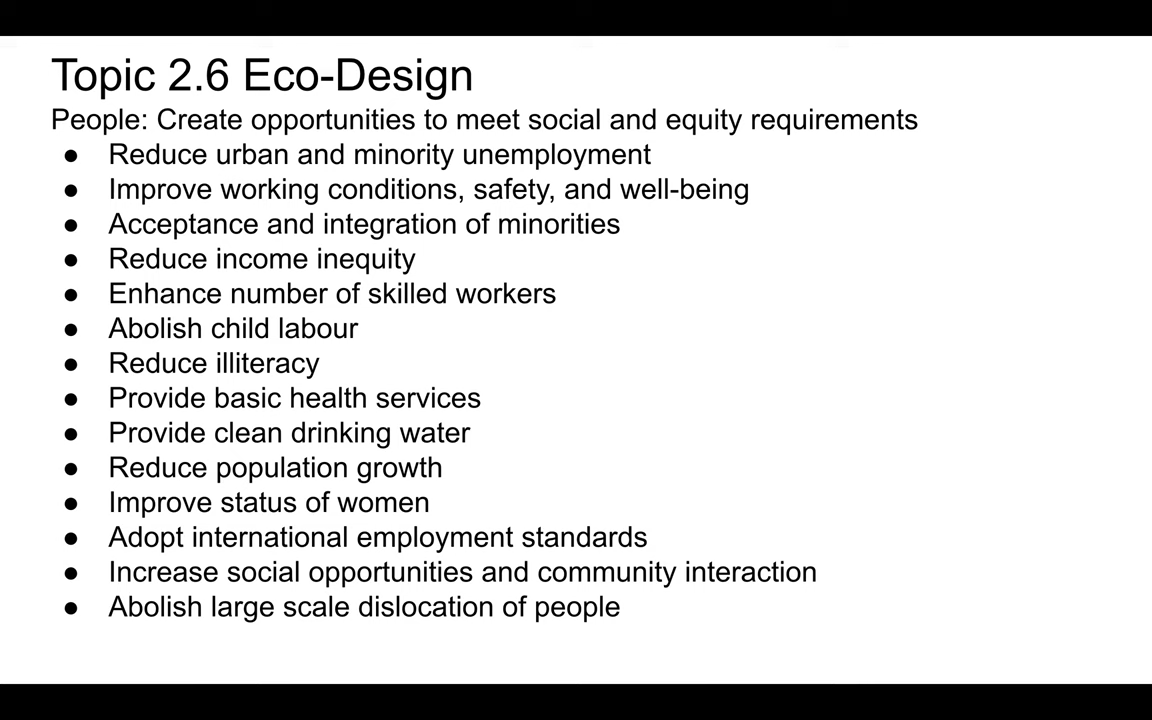 Topic 2.6 Eco-Design
People: Create opportunities to meet social and equity requirements
● Reduce urban and minority unemployment
● Improve working conditions, safety, and well-being
● Acceptance and integration of minorities
● Reduce income inequity
● Enhance number of skilled workers
● Abolish child labour
● Reduce illiteracy
● Provide basic health services
● Provide clean drinking water
● Reduce population growth
● Improve status of women
● Adopt international employment standards
● Increase social opportunities and community interaction
● Abolish large scale dislocation of people